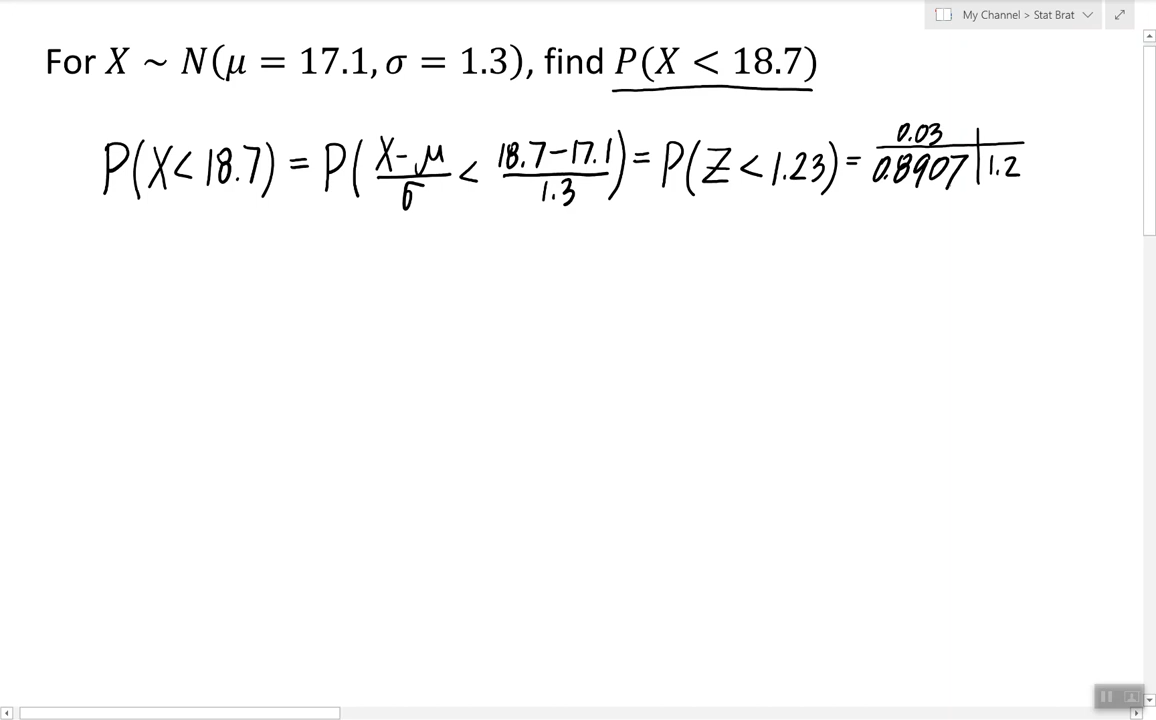 My Channel > Stat Brat
For X ~ N(μ = 17.1, σ = 1.3), find P(X < 18.7)
P(X < 18.7) = P((X-μ)/σ < (18.7-17.1)/1.3) = P(Z < 1.23) = 0.03
0.8907 | 1.2